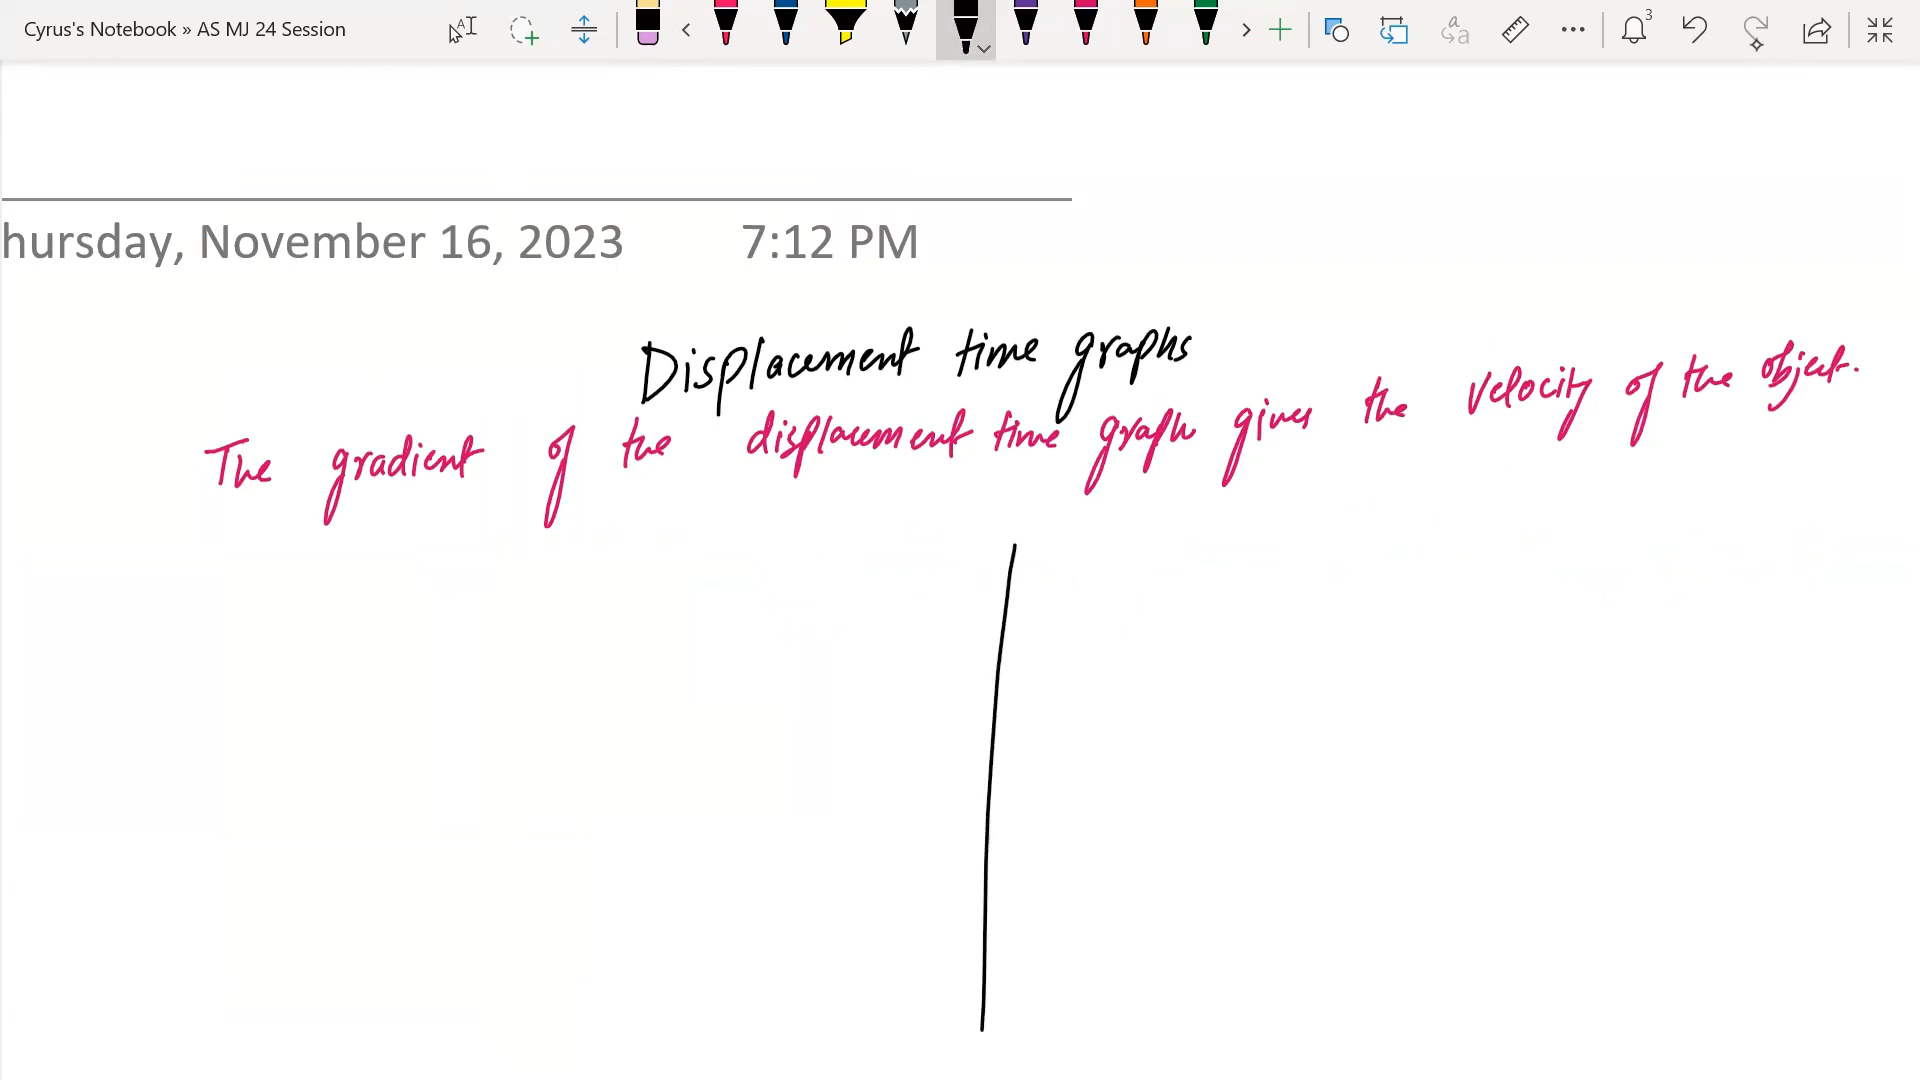 Cyrus's Notebook » AS MJ 24 Session
3
hursday, November 16, 2023 7:12 PM
Displacement time graphs
The gradient of the displacement time graph gives the velocity of the object.